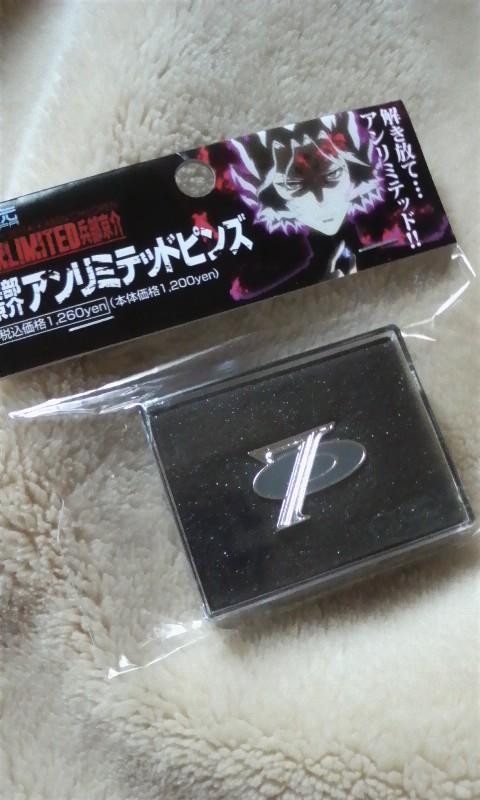 解き放て…
アンリミテッド!!
LIMITED兵部京介
部京介アンリミテッドピンズ
税込価格1,260yen(本体価格1,200yen)